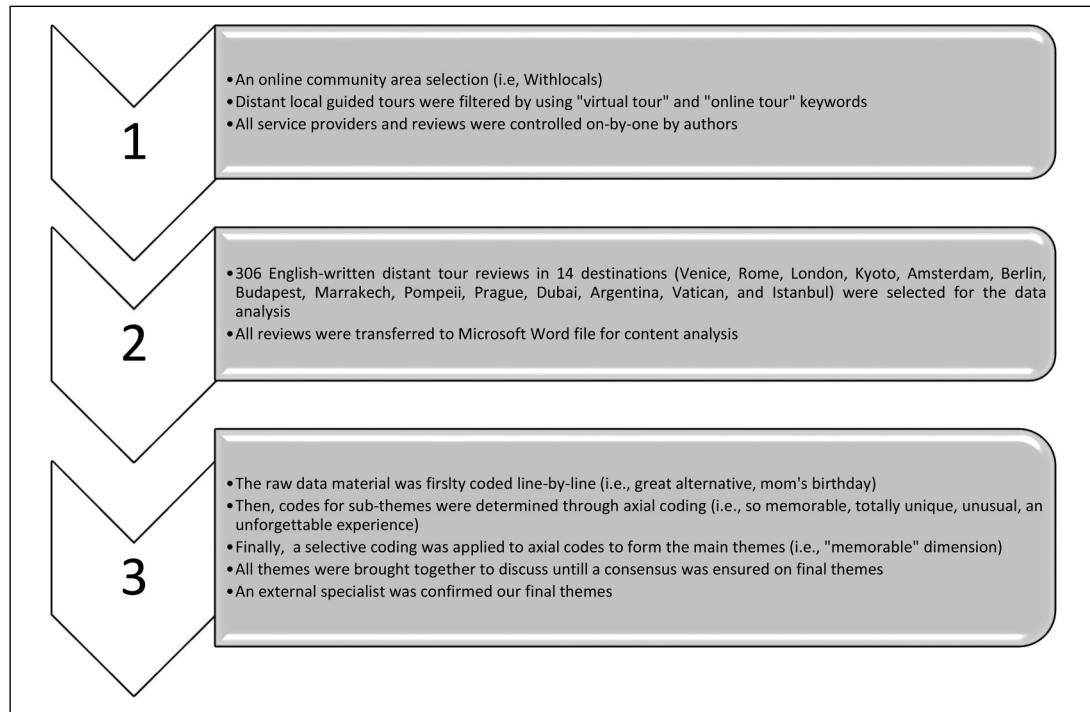 1
•An online community area selection (i.e, Withlocals)
•Distant local guided tours were filtered by using "virtual tour" and "online tour" keywords
•All service providers and reviews were controlled on-by-one by authors
2
•306 English-written distant tour reviews in 14 destinations (Venice, Rome, London, Kyoto, Amsterdam, Berlin,
Budapest, Marrakech, Pompeii, Prague, Dubai, Argentina, Vatican, and Istanbul) were selected for the data
analysis
•All reviews were transferred to Microsoft Word file for content analysis
3
•The raw data material was firslty coded line-by-line (i.e., great alternative, mom's birthday)
•Then, codes for sub-themes were determined through axial coding (i.e., so memorable, totally unique, unusual, an
unforgettable experience)
•Finally, a selective coding was applied to axial codes to form the main themes (i.e., "memorable" dimension)
•All themes were brought together to discuss untill a consensus was ensured on final themes
•An external specialist was confirmed our final themes